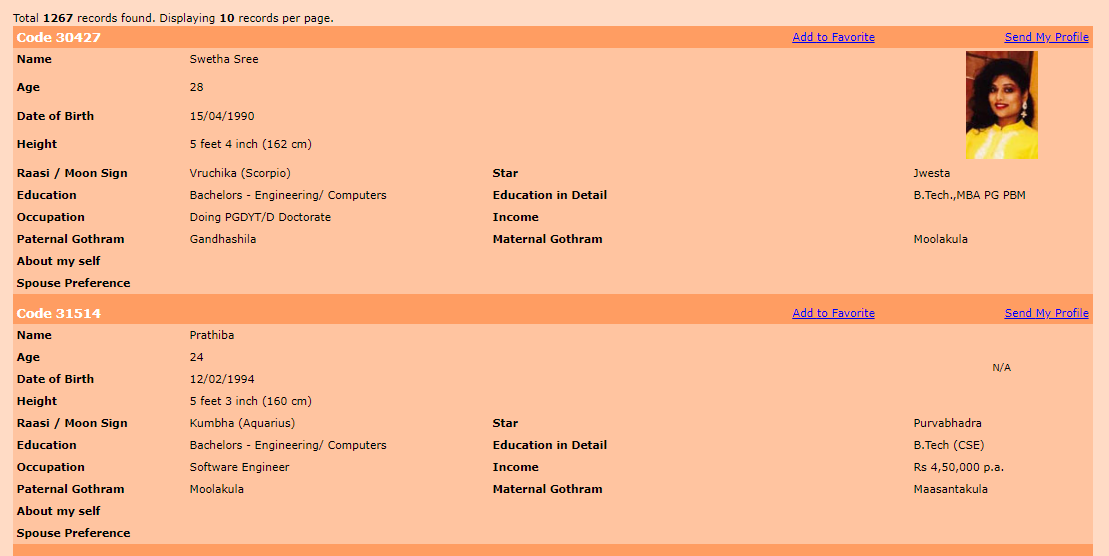 Total 1267 records found. Displaying 10 records per page.
Code 30427 Add to Favorite Send My Profile
Name Swetha Sree
Age 28
Date of Birth 15/04/1990
Height 5 feet 4 inch (162 cm)
Raasi / Moon Sign Vruchika (Scorpio) Star Jwesta
Education Bachelors - Engineering/ Computers Education in Detail B.Tech.,MBA PG PBM
Occupation Doing PGDYT/D Doctorate Income
Paternal Gothram Gandhashila Maternal Gothram Moolakula
About my self
Spouse Preference
Code 31514 Add to Favorite Send My Profile
Name Prathiba
Age 24
N/A
Date of Birth 12/02/1994
Height 5 feet 3 inch (160 cm)
Raasi / Moon Sign Kumbha (Aquarius) Star Purvabhadra
Education Bachelors - Engineering/ Computers Education in Detail B.Tech (CSE)
Occupation Software Engineer Income Rs 4,50,000 p.a.
Paternal Gothram Moolakula Maternal Gothram Maasantakula
About my self
Spouse Preference